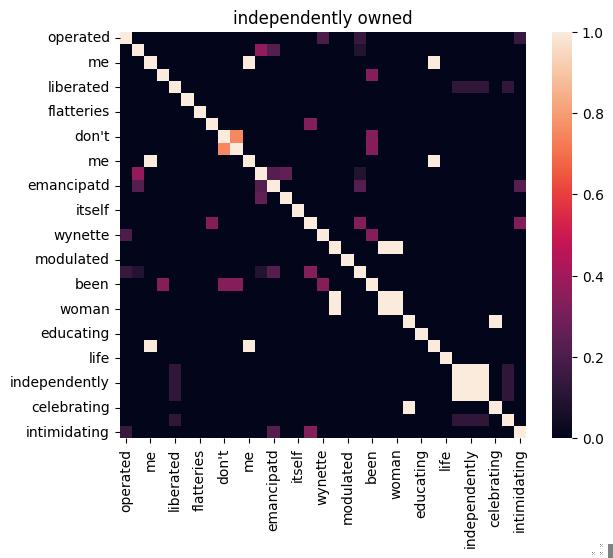 independently owned
operated
me
liberated
flatteries
don't
me
emancipatd
itself
wynette
modulated
been
woman
educating
life
independently
celebrating
intimidating
operated
me
liberated
flatteries
don't
me
emancipatd
itself
wynette
modulated
been
woman
educating
life
independently
celebrating
intimidating
1.0
0.8
0.6
0.4
0.2
0.0